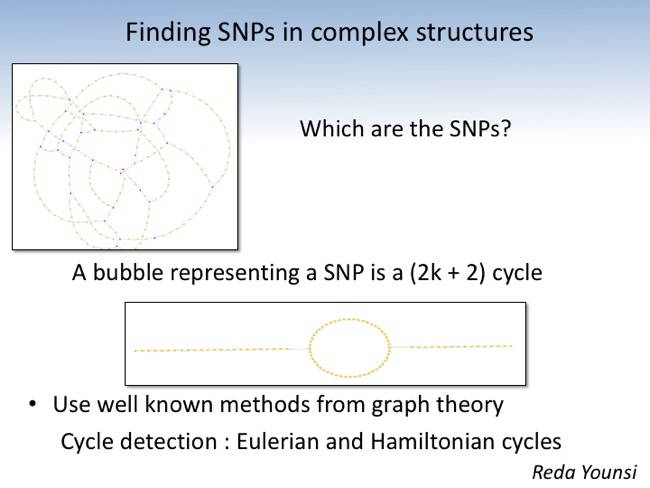 Finding SNPs in complex structures
Which are the SNPs?
A bubble representing a SNP is a (2k + 2) cycle
• Use well known methods from graph theory
Cycle detection : Eulerian and Hamiltonian cycles
Reda Younsi